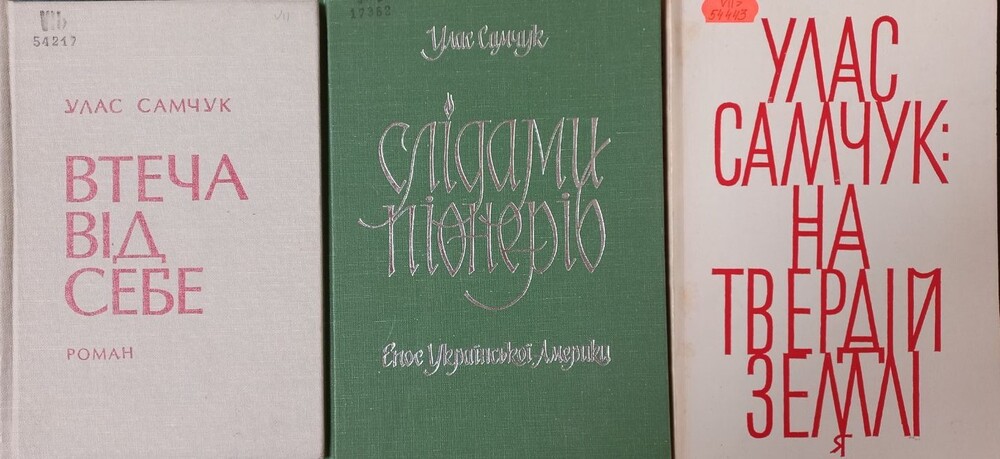 54217
УЛАС САМЧУК
ВТЕЧА
ВІД
СЕБЕ
РОМАН
17362
Улас Самчук
Слідами
піонерів
Епос Української Америки
54443
УЛАС
САМЧУК:
НА
ТВЕРДІЙ
ЗЕМЛІ